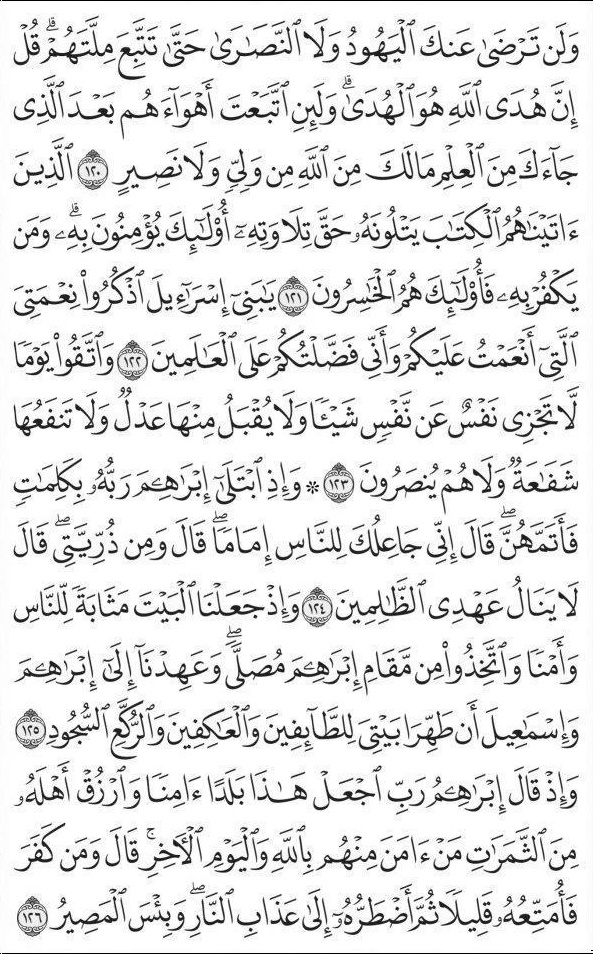 وَلَن تَرْضَىٰ عَنكَ ٱلْيَهُودُ وَلَا ٱلنَّصَٰرَىٰ حَتَّىٰ تَتَّبِعَ مِلَّتَهُمْ ۗ قُلْ
إِنَّ هُدَى ٱللَّهِ هُوَ ٱلْهُدَىٰ ۗ وَلَئِنِ ٱتَّبَعْتَ أَهْوَآءَهُم بَعْدَ ٱلَّذِى
جَآءَكَ مِنَ ٱلْعِلْمِ مَا لَكَ مِنَ ٱللَّهِ مِن وَلِىٍّ وَلَا نَصِيرٍ ١٢٠ ٱلَّذِينَ
ءَاتَيْنَٰهُمُ ٱلْكِتَٰبَ يَتْلُونَهُۥ حَقَّ تِلَاوَتِهِۦٓ أُو۟لَٰٓئِكَ يُؤْمِنُونَ بِهِۦ ۗ وَمَن
يَكْفُرْ بِهِۦ فَأُو۟لَٰٓئِكَ هُمُ ٱلْخَٰسِرُونَ ١٢١ يَٰبَنِىٓ إِسْرَٰٓءِيلَ ٱذْكُرُوا۟ نِعْمَتِىَ
ٱلَّتِىٓ أَنْعَمْتُ عَلَيْكُمْ وَأَنِّى فَضَّلْتُكُمْ عَلَى ٱلْعَٰلَمِينَ ١٢٢ وَٱتَّقُوا۟ يَوْمًا
لَّا تَجْزِى نَفْسٌ عَن نَّفْسٍ شَيْـًٔا وَلَا يُقْبَلُ مِنْهَا عَدْلٌ وَلَا تَنفَعُهَا
شَفَٰعَةٌ وَلَا هُمْ يُنصَرُونَ ١٢٣ * وَإِذِ ٱبْتَلَىٰٓ إِبْرَٰهِـۧمَ رَبُّهُۥ بِكَلِمَٰتٍ
فَأَتَمَّهُنَّ ۖ قَالَ إِنِّى جَاعِلُكَ لِلنَّاسِ إِمَامًا ۖ قَالَ وَمِن ذُرِّيَّتِى ۖ قَالَ
لَا يَنَالُ عَهْدِى ٱلظَّٰلِمِينَ ١٢٤ وَإِذْ جَعَلْنَا ٱلْبَيْتَ مَثَابَةً لِّلنَّاسِ
وَأَمْنًا وَٱتَّخِذُوا۟ مِن مَّقَامِ إِبْرَٰهِـۧمَ مُصَلًّى ۖ وَعَهِدْنَآ إِلَىٰٓ إِبْرَٰهِـۧمَ
وَإِسْمَٰعِيلَ أَن طَهِّرَا بَيْتِىَ لِلطَّآئِفِينَ وَٱلْعَٰكِفِينَ وَٱلرُّكَّعِ ٱلسُّجُودِ ١٢٥
وَإِذْ قَالَ إِبْرَٰهِـۧمُ رَبِّ ٱجْعَلْ هَٰذَا بَلَدًا ءَامِنًا وَٱرْزُقْ أَهْلَهُۥ
مِنَ ٱلثَّمَرَٰتِ مَنْ ءَامَنَ مِنْهُم بِٱللَّهِ وَٱلْيَوْمِ ٱلْـَٔاخِرِ ۖ قَالَ وَمَن كَفَرَ
فَأُمَتِّعُهُۥ قَلِيلًا ثُمَّ أَضْطَرُّهُۥٓ إِلَىٰ عَذَابِ ٱلنَّارِ ۖ وَبِئْسَ ٱلْمَصِيرُ ١٢٦